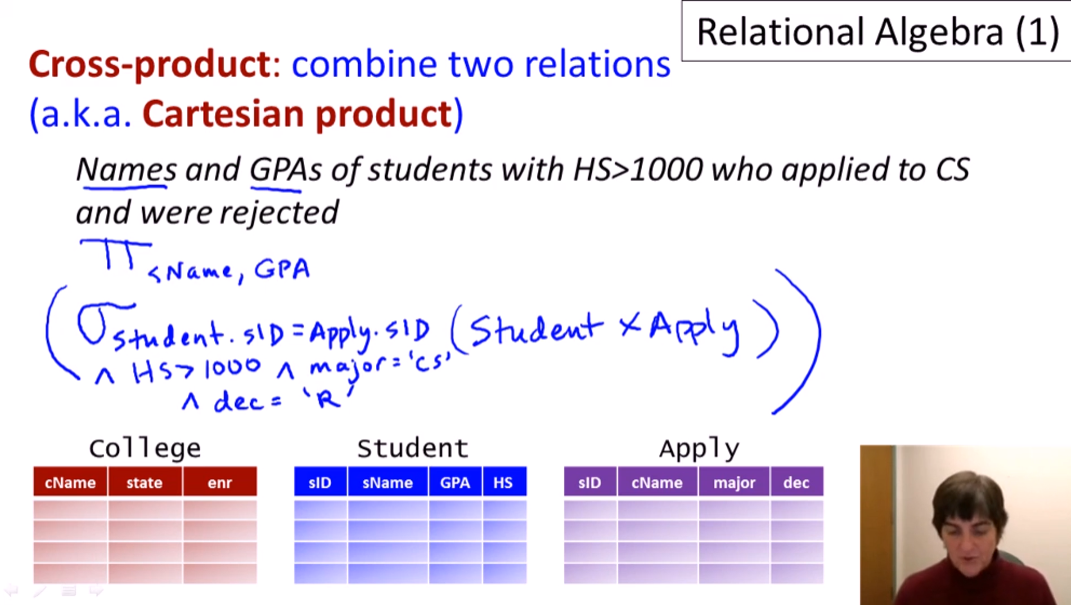 Relational Algebra (1)
Cross-product: combine two relations
(a.k.a. Cartesian product)
Names and GPAs of students with HS>1000 who applied to CS
and were rejected
π sName, GPA
(σ Student.sID=Apply.sID (Student × Apply))
∧ HS>1000 ∧ major='CS'
∧ dec='R'
College Student Apply
cName state enr sID sName GPA HS sID cName major dec